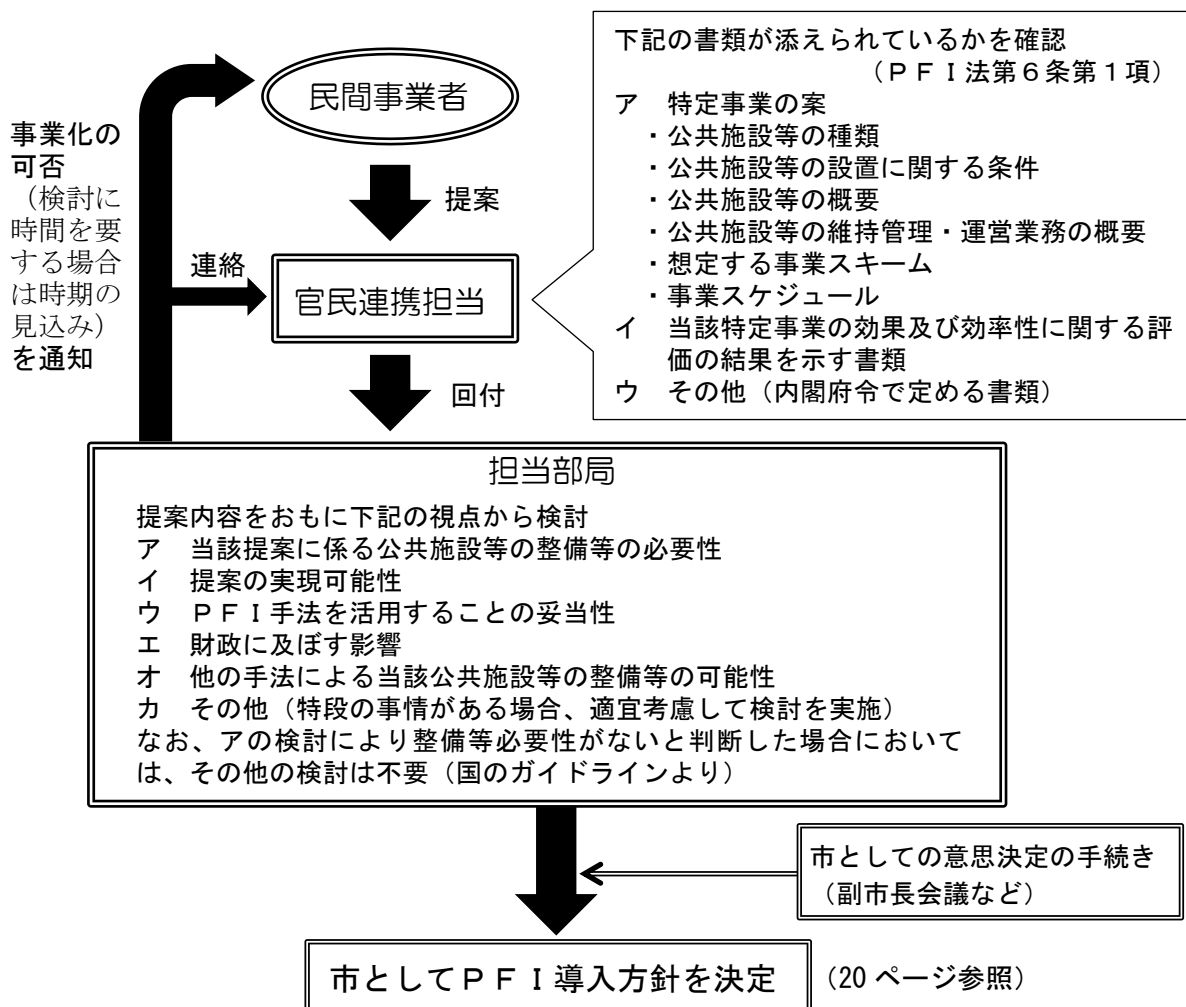 民間事業者
提案
事業化の
可否
(検討に
時間を要
する場合
は時期の
見込み)
を通知
連絡
官民連携担当
回付
下記の書類が添えられているかを確認
(PFI法第6条第1項)
ア 特定事業の案
・公共施設等の種類
・公共施設等の設置に関する条件
・公共施設等の概要
・公共施設等の維持管理・運営業務の概要
・想定する事業スキーム
・事業スケジュール
イ 当該特定事業の効果及び効率性に関する評
価の結果を示す書類
ウ その他(内閣府令で定める書類)
担当部局
提案内容をおもに下記の視点から検討
ア 当該提案に係る公共施設等の整備等の必要性
イ 提案の実現可能性
ウ PFI手法を活用することの妥当性
エ 財政に及ぼす影響
オ 他の手法による当該公共施設等の整備等の可能性
カ その他(特段の事情がある場合、適宜考慮して検討を実施)
なお、アの検討により整備等必要性がないと判断した場合において
は、その他の検討は不要(国のガイドラインより)
市としての意思決定の手続き
(副市長会議など)
市としてPFI導入方針を決定
(20 ページ参照)